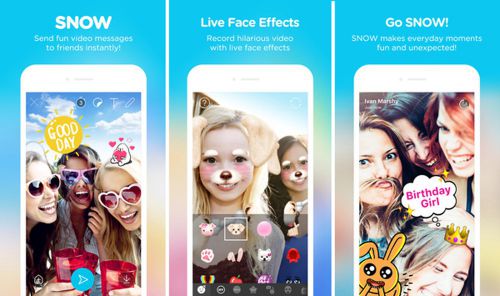 SNOW
Send fun video messages
to friends instantly!
3
T
GOOD
DAY
Live Face Effects
Record hilarious video
with live face effects
?
Go SNOW!
SNOW makes everyday moments
fun and unexpected!
Ivan Marshy
Birthday
Girl